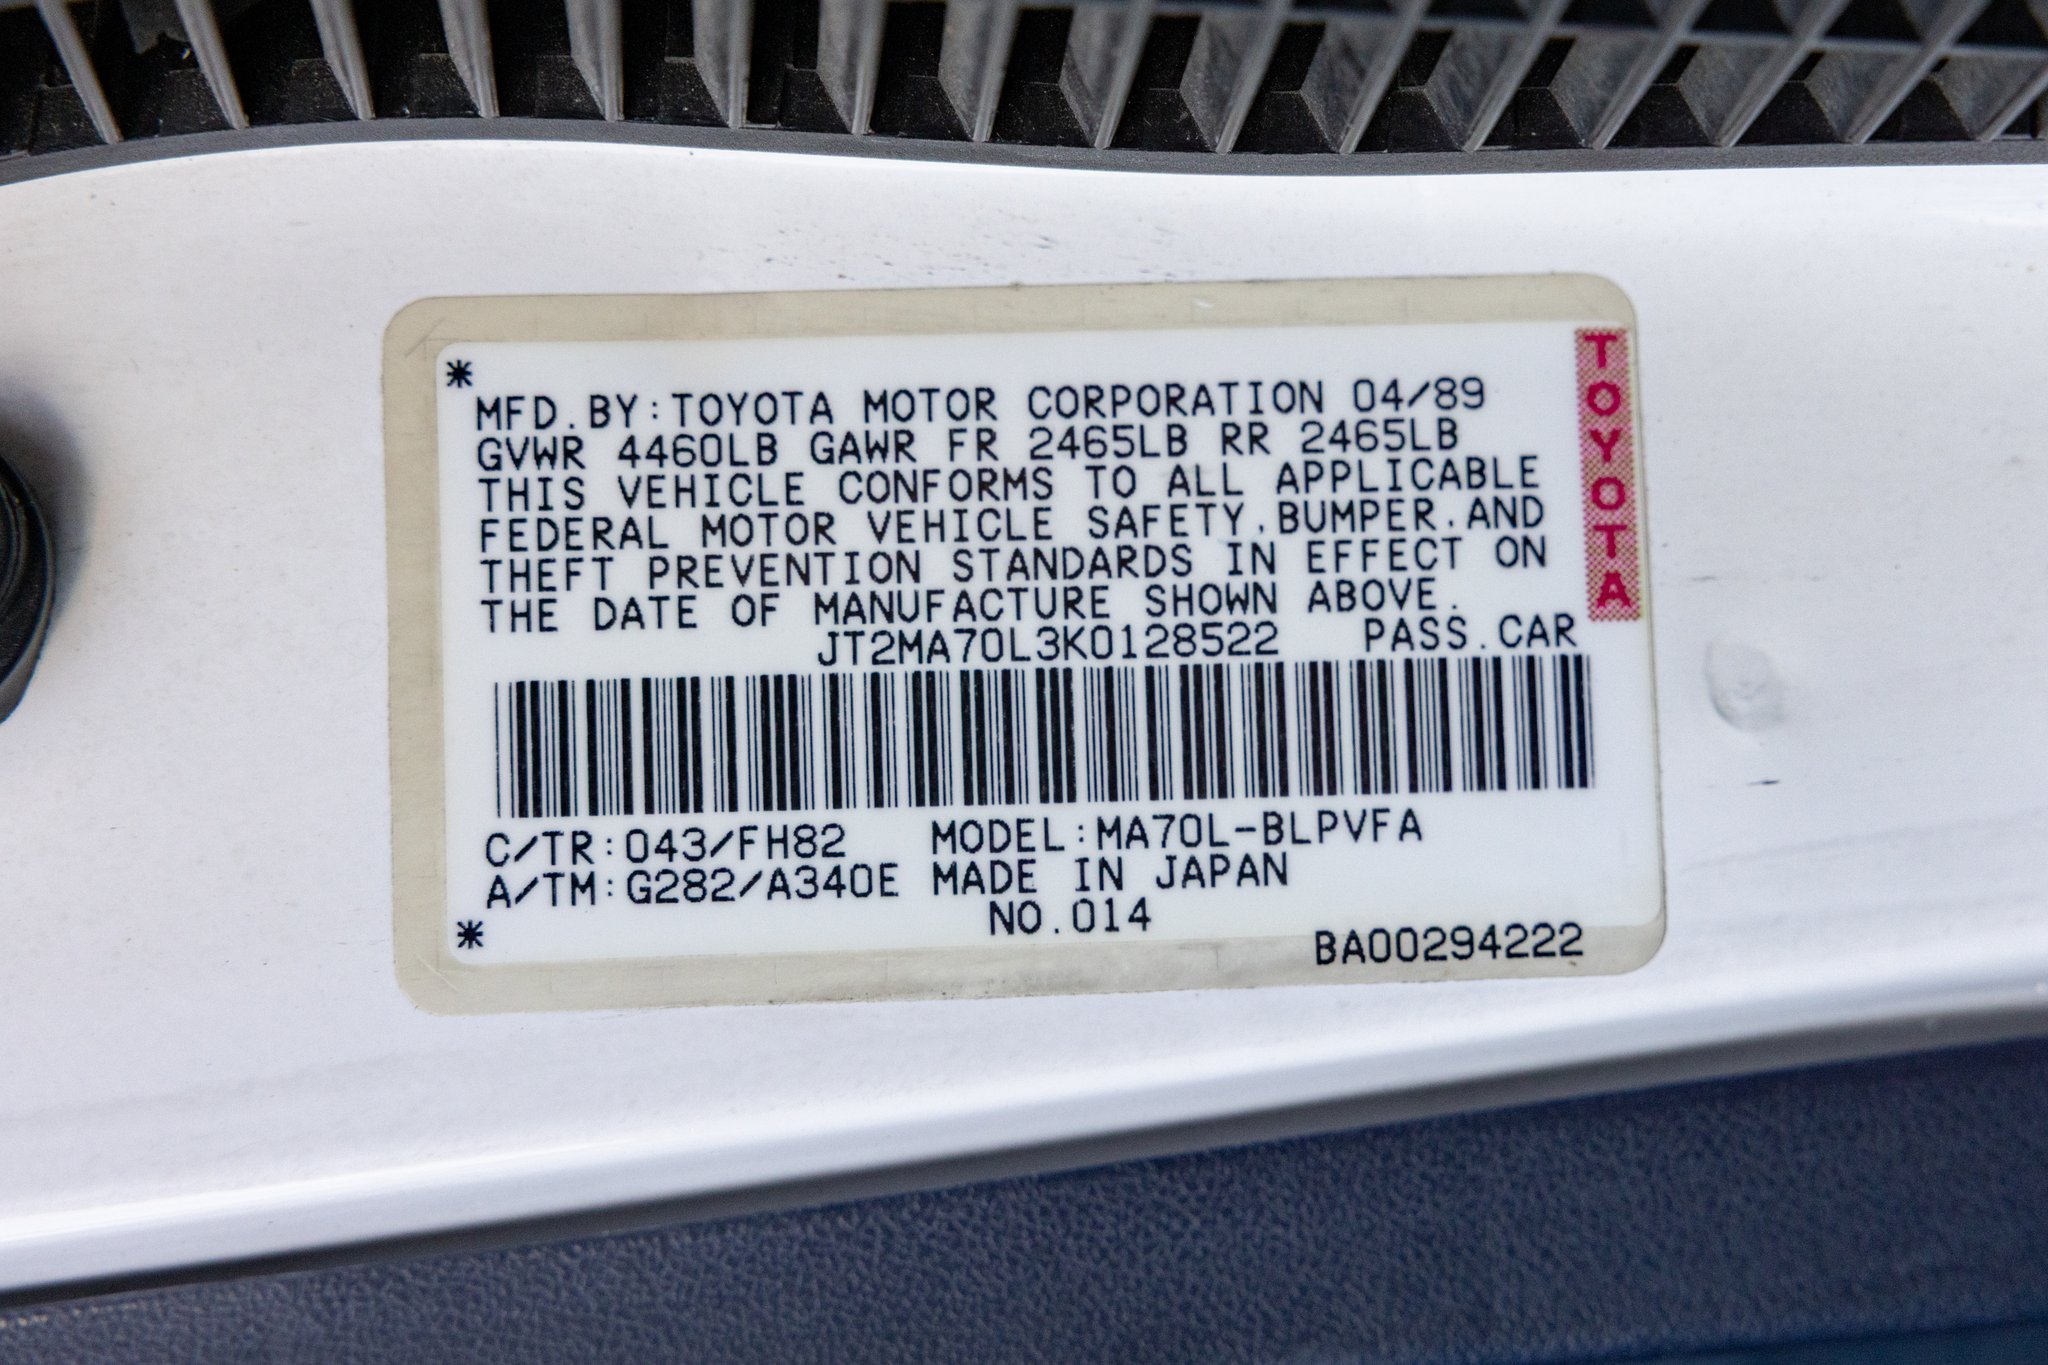 *
MFD.BY:TOYOTA MOTOR CORPORATION 04/89
GVWR 4460LB GAWR FR 2465LB RR 2465LB
THIS VEHICLE CONFORMS TO ALL APPLICABLE
FEDERAL MOTOR VEHICLE SAFETY,BUMPER,AND
THEFT PREVENTION STANDARDS IN EFFECT ON
THE DATE OF MANUFACTURE SHOWN ABOVE.
JT2MA70L3K0128522 PASS.CAR
C/TR:043/FH82 MODEL:MA70L-BLPVFA
A/TM:G282/A340E MADE IN JAPAN
NO.014
*
BA00294222
TOYOTA